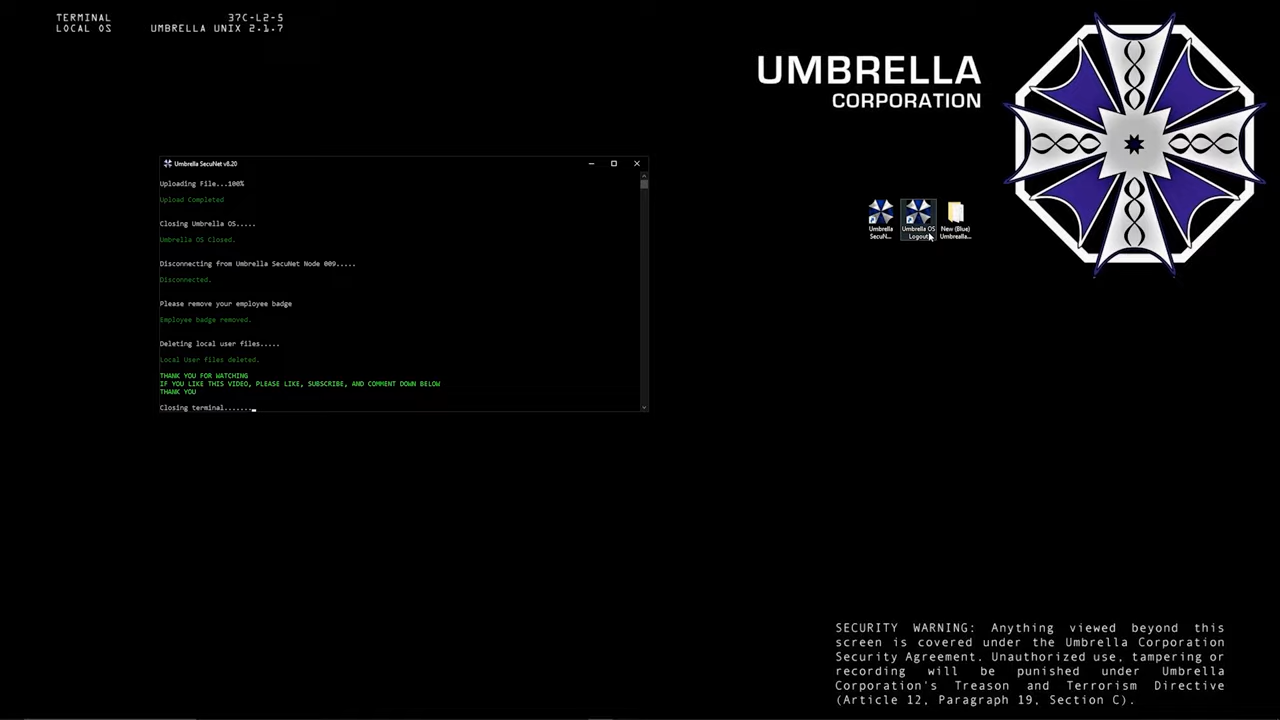 TERMINAL 37C-L2-5
LOCAL OS UMBRELLA UNIX 2.1.7
UMBRELLA
CORPORATION
Umbrella SecuNet v8.20
Uploading File...100%
Upload Completed
Closing Umbrella OS.....
Umbrella OS Closed.
Disconnecting from Umbrella SecuNet Node 009.....
Disconnected.
Please remove your employee badge
Employee badge removed.
Deleting local user files.....
Local User files deleted.
THANK YOU FOR WATCHING
IF YOU LIKE THIS VIDEO, PLEASE LIKE, SUBSCRIBE, AND COMMENT DOWN BELOW
THANK YOU
Closing terminal.......
Umbrella
SecuN...
Umbrella OS
Logout
New (Blue)
Umbrealla...
SECURITY WARNING: Anything viewed beyond this
screen is covered under the Umbrella Corporation
Security Agreement. Unauthorized use, tampering or
recording will be punished under Umbrella
Corporation's Treason and Terrorism Directive
(Article 12, Paragraph 19, Section C).